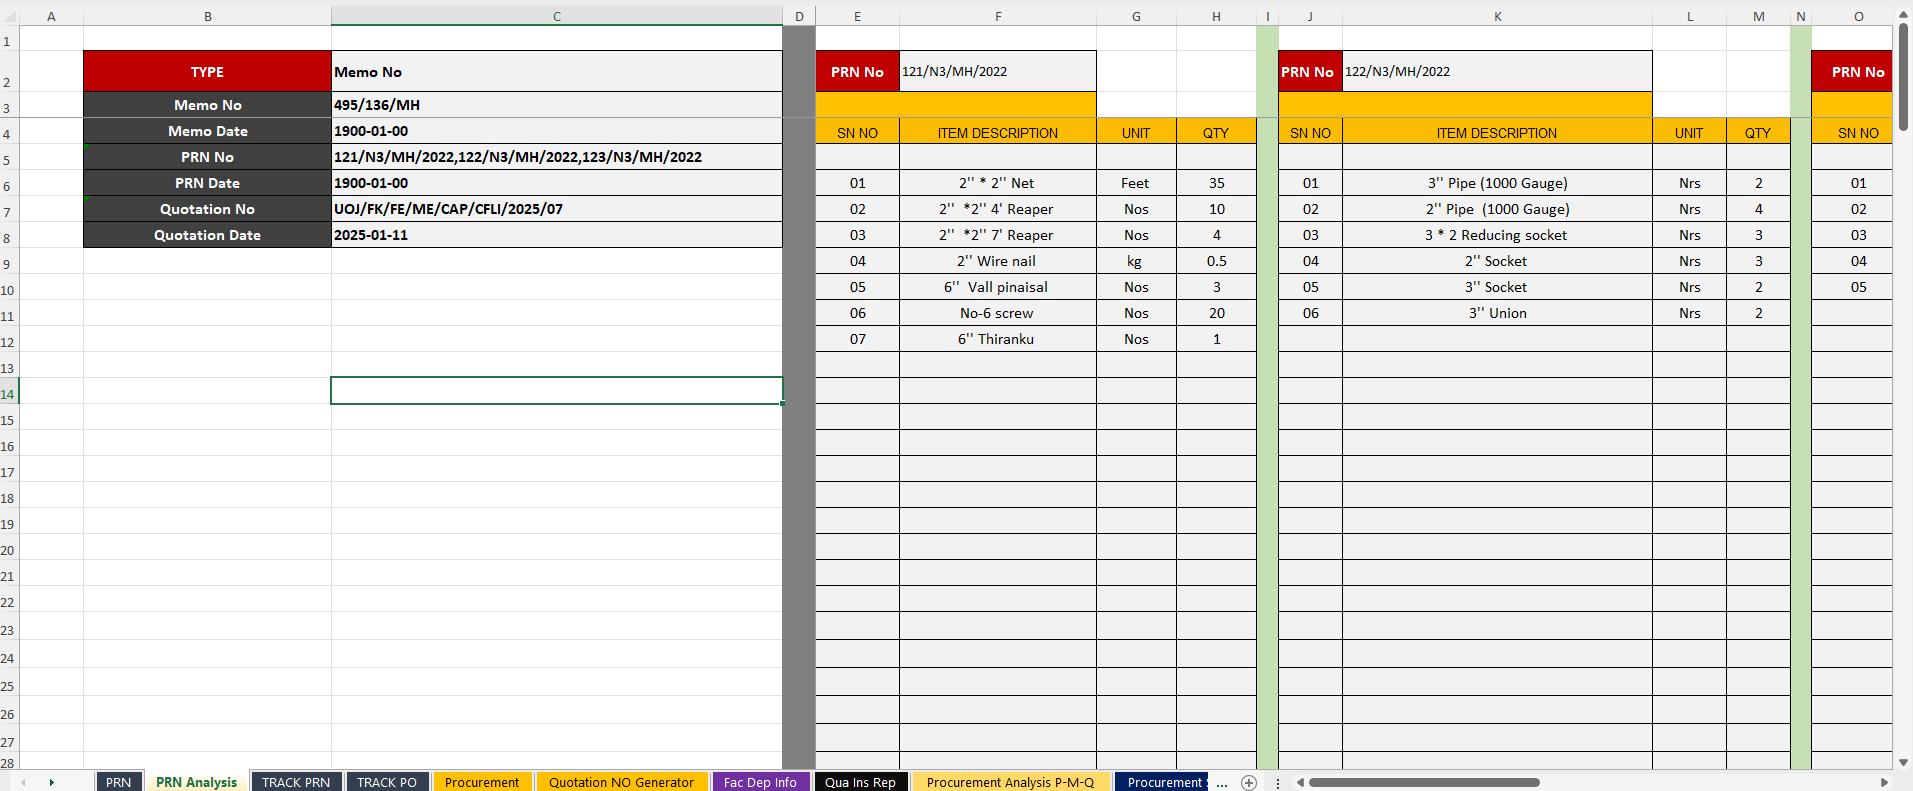 A B C D E F G H I J K L M N O
1
2 TYPE Memo No PRN No 121/N3/MH/2022 PRN No 122/N3/MH/2022 PRN No
3 Memo No 495/136/MH
4 Memo Date 1900-01-00 SN NO ITEM DESCRIPTION UNIT QTY SN NO ITEM DESCRIPTION UNIT QTY SN NO
5 PRN No 121/N3/MH/2022,122/N3/MH/2022,123/N3/MH/2022
6 PRN Date 1900-01-00 01 2'' * 2'' Net Feet 35 01 3'' Pipe (1000 Gauge) Nrs 2 01
7 Quotation No UOJ/FK/FE/ME/CAP/CFLI/2025/07 02 2'' *2'' 4' Reaper Nos 10 02 2'' Pipe (1000 Gauge) Nrs 4 02
8 Quotation Date 2025-01-11 03 2'' *2'' 7' Reaper Nos 4 03 3 * 2 Reducing socket Nrs 3 03
9 04 2'' Wire nail kg 0.5 04 2'' Socket Nrs 3 04
10 05 6'' Vall pinaisal Nos 3 05 3'' Socket Nrs 2 05
11 06 No-6 screw Nos 20 06 3'' Union Nrs 2
12 07 6'' Thiranku Nos 1
13
14
15
16
17
18
19
20
21
22
23
24
25
26
27
28
PRN PRN Analysis TRACK PRN TRACK PO Procurement Quotation NO Generator Fac Dep Info Qua Ins Rep Procurement Analysis P-M-Q Procurement ...